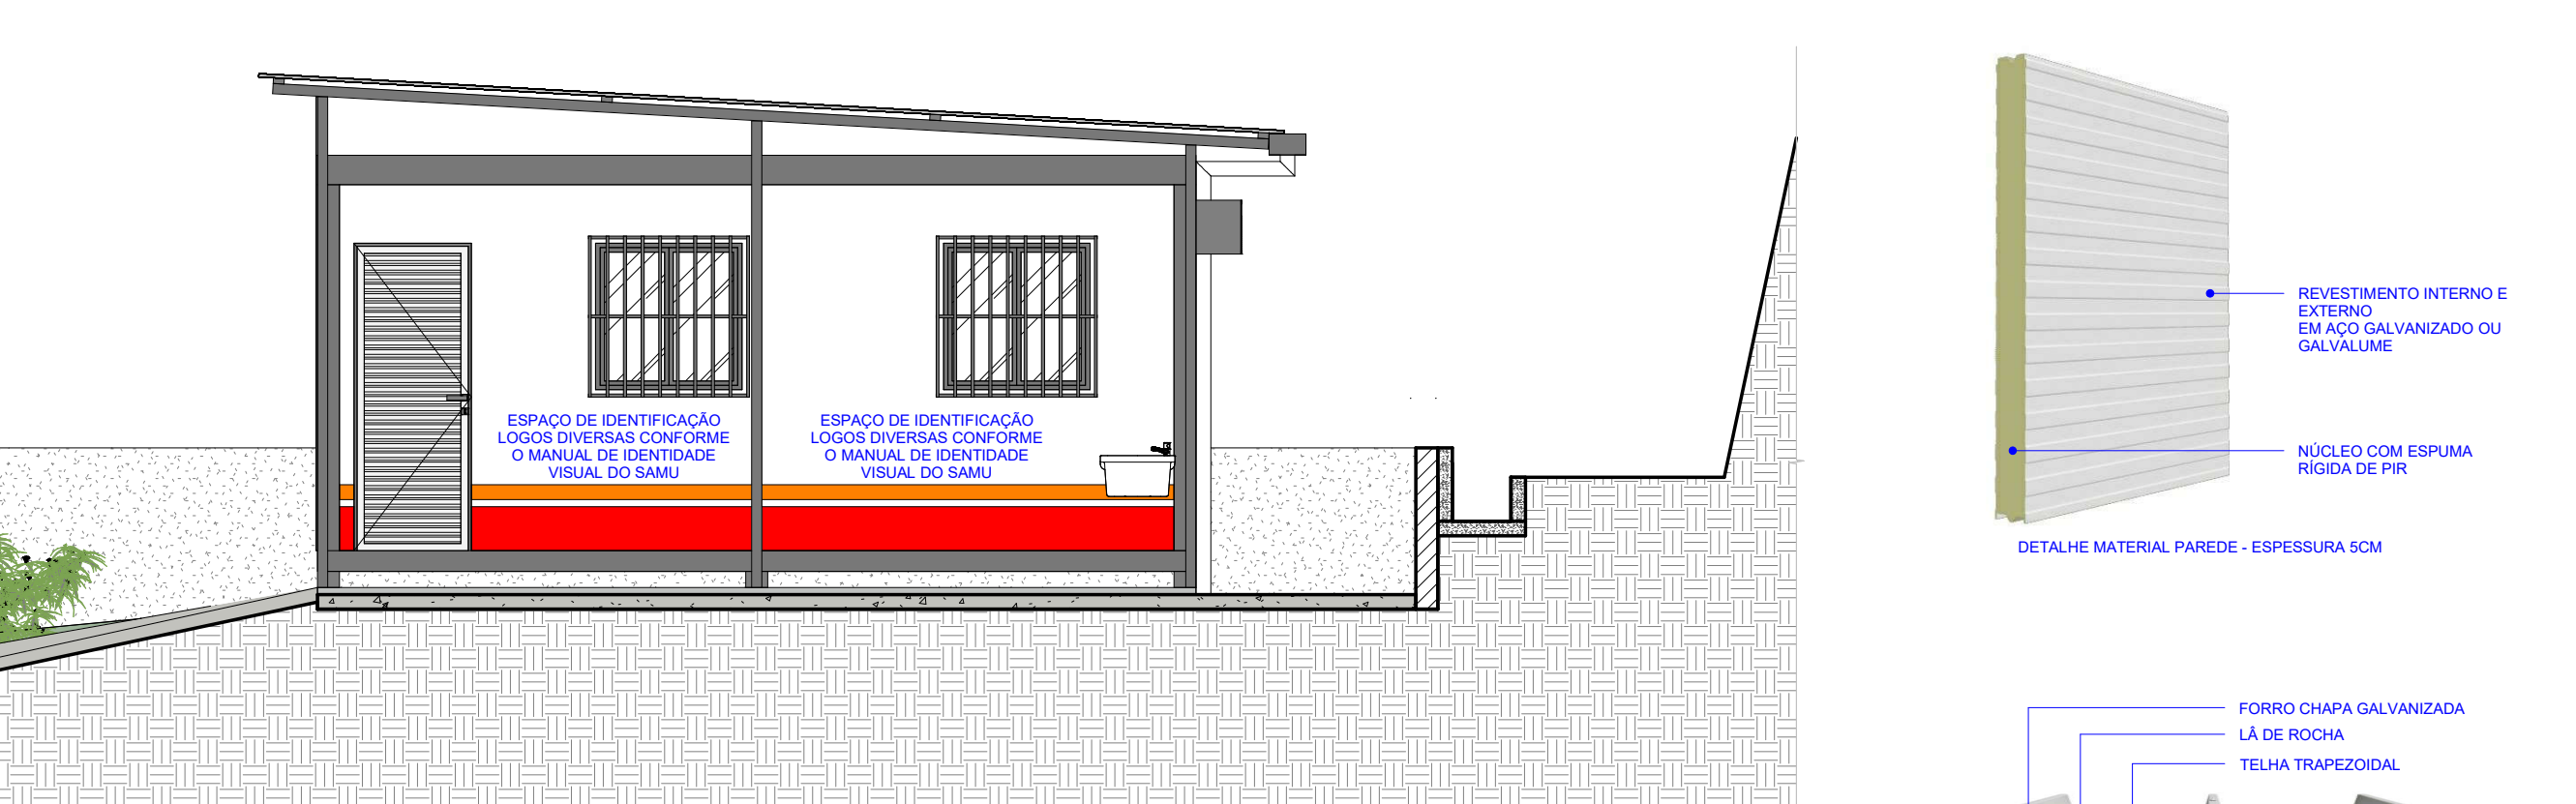 ESPAÇO DE IDENTIFICAÇÃO
LOGOS DIVERSAS CONFORME
O MANUAL DE IDENTIDADE
VISUAL DO SAMU
ESPAÇO DE IDENTIFICAÇÃO
LOGOS DIVERSAS CONFORME
O MANUAL DE IDENTIDADE
VISUAL DO SAMU
REVESTIMENTO INTERNO E
EXTERNO
EM AÇO GALVANIZADO OU
GALVALUME
NÚCLEO COM ESPUMA
RÍGIDA DE PIR
DETALHE MATERIAL PAREDE - ESPESSURA 5CM
FORRO CHAPA GALVANIZADA
LÂ DE ROCHA
TELHA TRAPEZOIDAL